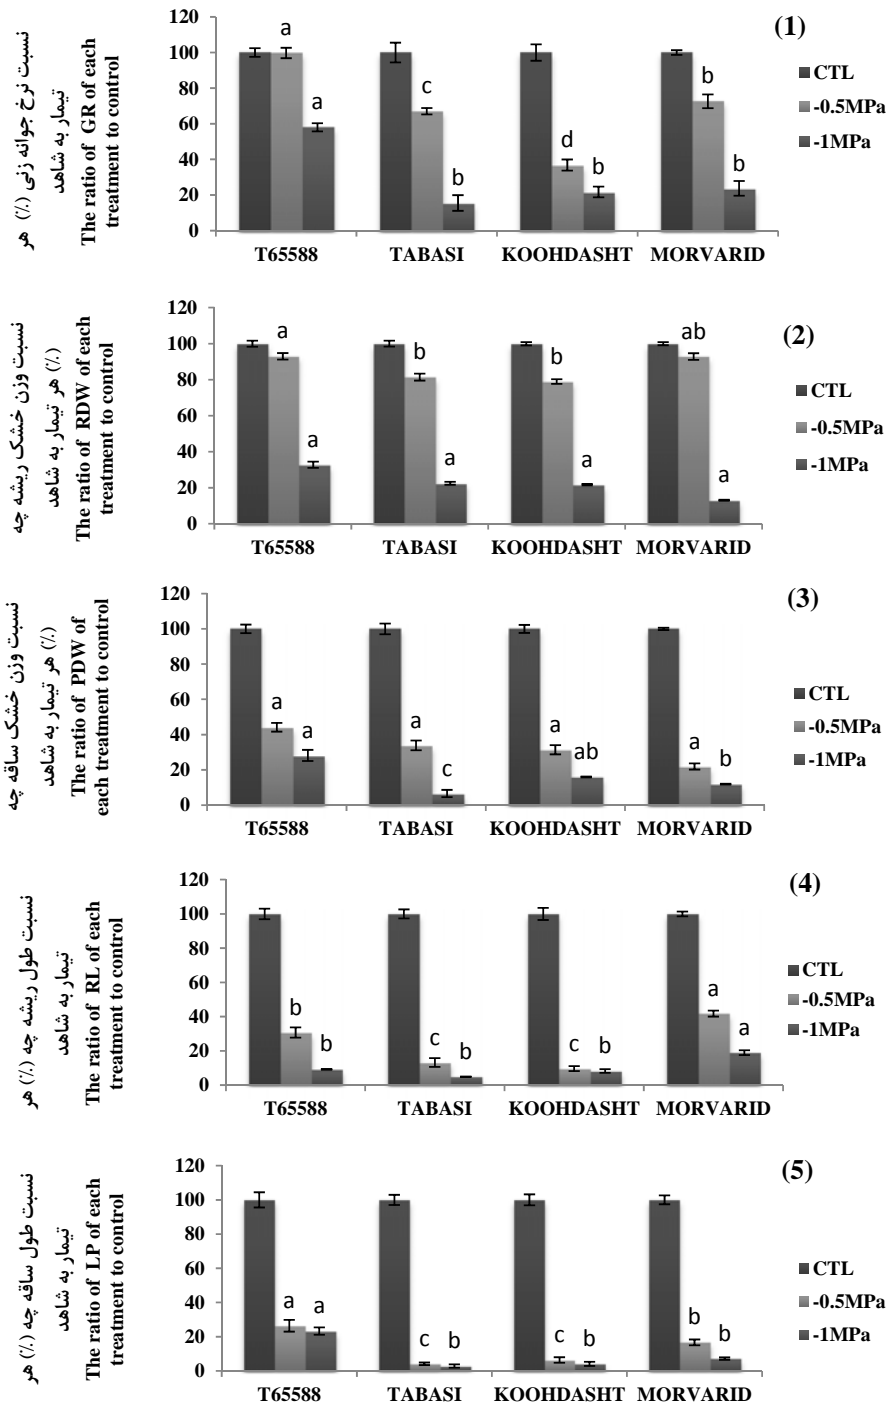 (1)
نسبت نرخ جوانه زنی (٪) هر
تیمار به شاهد
The ratio of GR of each
treatment to control
120
100
80
60
40
20
0
a
a
c
b
d
b
b
b
T65588
TABASI
KOOHDASHT
MORVARID
CTL
-0.5MPa
-1MPa
(2)
نسبت وزن خشک ریشه چه
(٪) هر تیمار به شاهد
The ratio of RDW of each
treatment to control
120
100
80
60
40
20
0
a
a
b
a
b
a
ab
a
T65588
TABASI
KOOHDASHT
MORVARID
CTL
-0.5MPa
-1MPa
(3)
نسبت وزن خشک ساقه چه
(٪) هر تیمار به شاهد
The ratio of PDW of
each treatment to control
120
100
80
60
40
20
0
a
a
a
c
a
ab
a
b
T65588
TABASI
KOOHDASHT
MORVARID
CTL
-0.5MPa
-1MPa
(4)
نسبت طول ریشه چه (٪) هر
تیمار به شاهد
The ratio of RL of each
treatment to control
120
100
80
60
40
20
0
b
b
c
b
c
b
a
a
T65588
TABASI
KOOHDASHT
MORVARID
CTL
-0.5MPa
-1MPa
(5)
نسبت طول ساقه چه (٪) هر
تیمار به شاهد
The ratio of LP of each
treatment to control
120
100
80
60
40
20
0
a
a
c
b
c
b
b
b
T65588
TABASI
KOOHDASHT
MORVARID
CTL
-0.5MPa
-1MPa